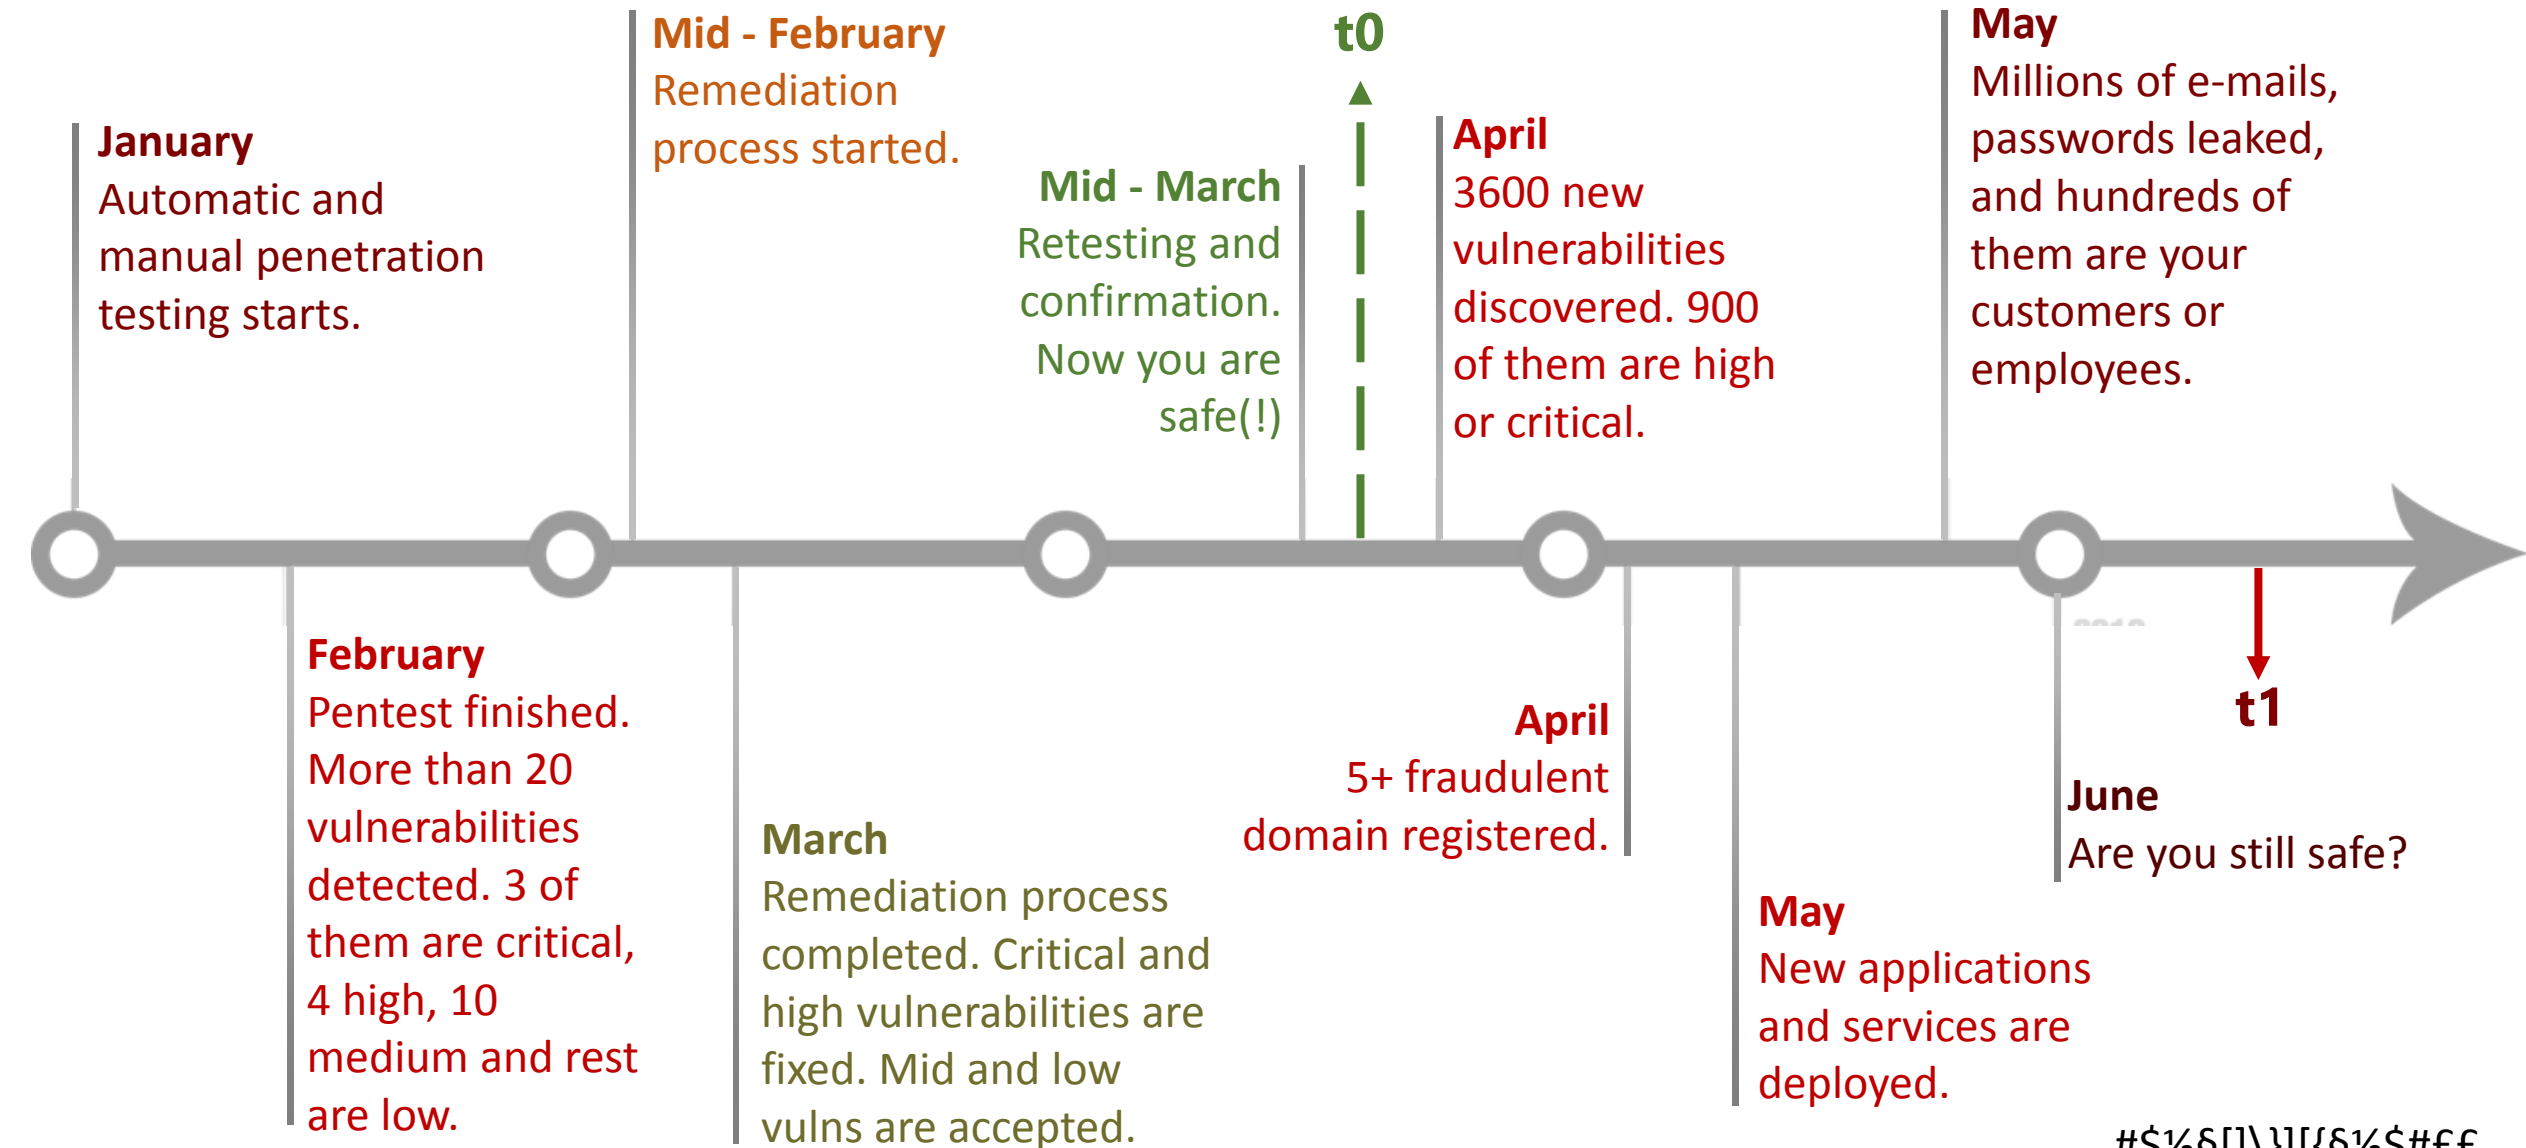 January
Automatic and
manual penetration
testing starts.
February
Pentest finished.
More than 20
vulnerabilities
detected. 3 of
them are critical,
4 high, 10
medium and rest
are low.
Mid - February
Remediation
process started.
March
Remediation process
completed. Critical and
high vulnerabilities are
fixed. Mid and low
vulns are accepted.
Mid - March
Retesting and
confirmation.
Now you are
safe(!)
t0
April
3600 new
vulnerabilities
discovered. 900
of them are high
or critical.
April
5+ fraudulent
domain registered.
May
New applications
and services are
deployed.
May
Millions of e-mails,
passwords leaked,
and hundreds of
them are your
customers or
employees.
June
Are you still safe?
t1